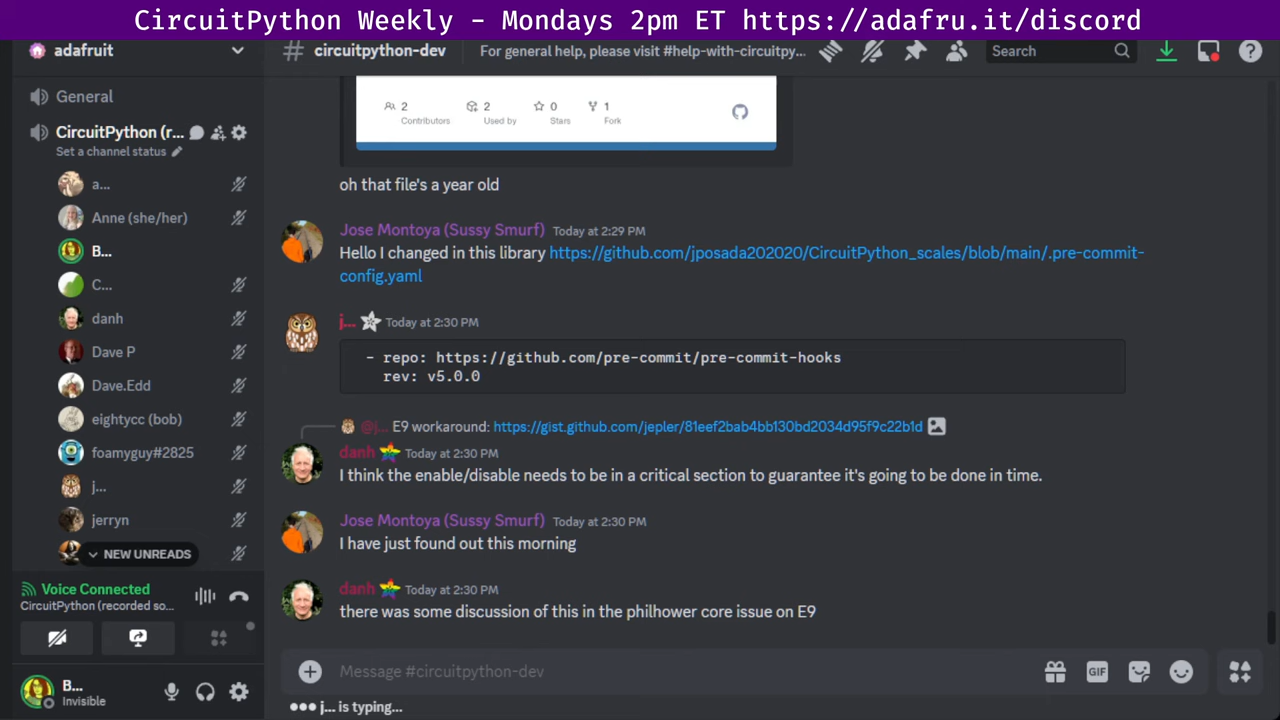 CircuitPython Weekly - Mondays 2pm ET https://adafru.it/discord
adafruit
# circuitpython-dev
For general help, please visit #help-with-circuitpy...
Search
General
CircuitPython (r...
Set a channel status
a...
Anne (she/her)
B...
C...
danh
Dave P
Dave.Edd
eightycc (bob)
foamyguy#2825
j...
jerryn
NEW UNREADS
Voice Connected
CircuitPython (recorded so...
B...
Invisible
2
Contributors
2
Used by
0
Stars
1
Fork
oh that file's a year old
Jose Montoya (Sussy Smurf) Today at 2:29 PM
Hello I changed in this library https://github.com/jposada202020/CircuitPython_scales/blob/main/.pre-commit-
config.yaml
j... Today at 2:30 PM
- repo: https://github.com/pre-commit/pre-commit-hooks
rev: v5.0.0
@j... E9 workaround: https://gist.github.com/jepler/81eef2bab4bb130bd2034d95f9c22b1d
danh Today at 2:30 PM
I think the enable/disable needs to be in a critical section to guarantee it's going to be done in time.
Jose Montoya (Sussy Smurf) Today at 2:30 PM
I have just found out this morning
danh Today at 2:30 PM
there was some discussion of this in the philhower core issue on E9
Message #circuitpython-dev
GIF
j... is typing...